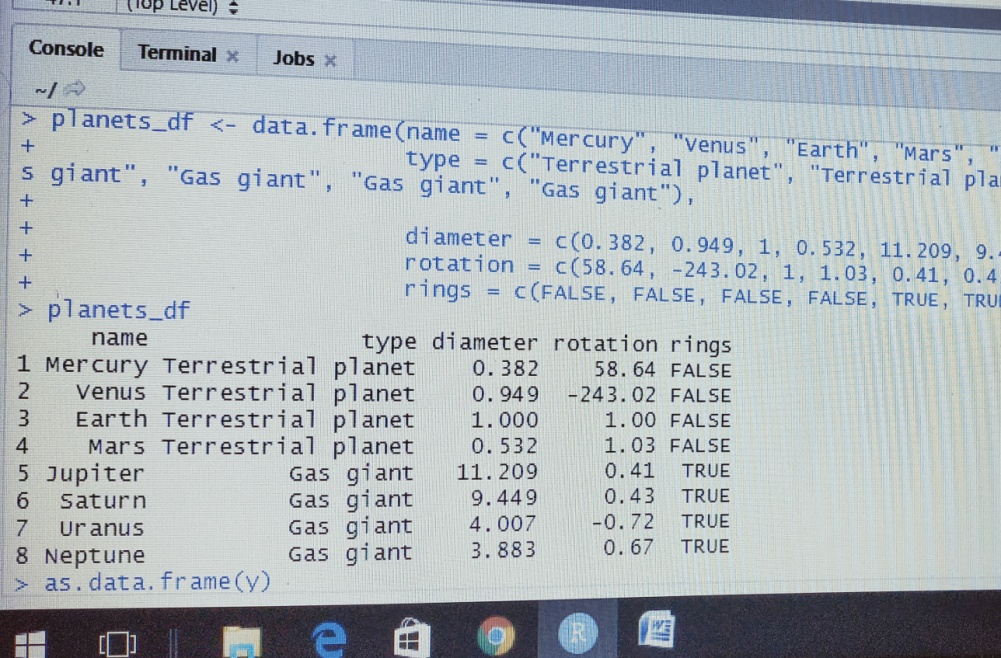 (Top Level)
Console Terminal × Jobs ×
~/
> planets_df <- data.frame(name = c("Mercury", "Venus", "Earth", "Mars", "
+ type = c("Terrestrial planet", "Terrestrial pla
s giant", "Gas giant", "Gas giant", "Gas giant"),
+
+ diameter = c(0.382, 0.949, 1, 0.532, 11.209, 9.4
+ rotation = c(58.64, -243.02, 1, 1.03, 0.41, 0.4
+ rings = c(FALSE, FALSE, FALSE, FALSE, TRUE, TRU
> planets_df
name type diameter rotation rings
1 Mercury Terrestrial planet 0.382 58.64 FALSE
2 Venus Terrestrial planet 0.949 -243.02 FALSE
3 Earth Terrestrial planet 1.000 1.00 FALSE
4 Mars Terrestrial planet 0.532 1.03 FALSE
5 Jupiter Gas giant 11.209 0.41 TRUE
6 Saturn Gas giant 9.449 0.43 TRUE
7 Uranus Gas giant 4.007 -0.72 TRUE
8 Neptune Gas giant 3.883 0.67 TRUE
> as.data.frame(y)
R
W